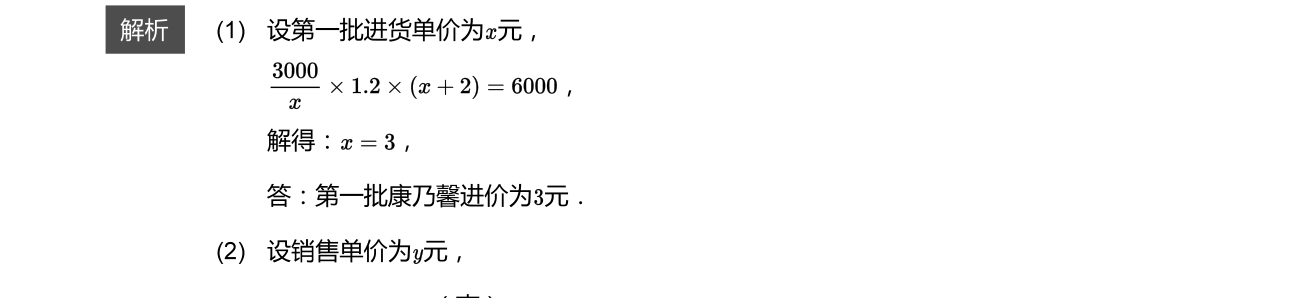 解析 (1) 设第一批进货单价为x元，
3000/x × 1.2 × (x + 2) = 6000，
解得：x = 3，
答：第一批康乃馨进价为3元．
(2) 设销售单价为y元，